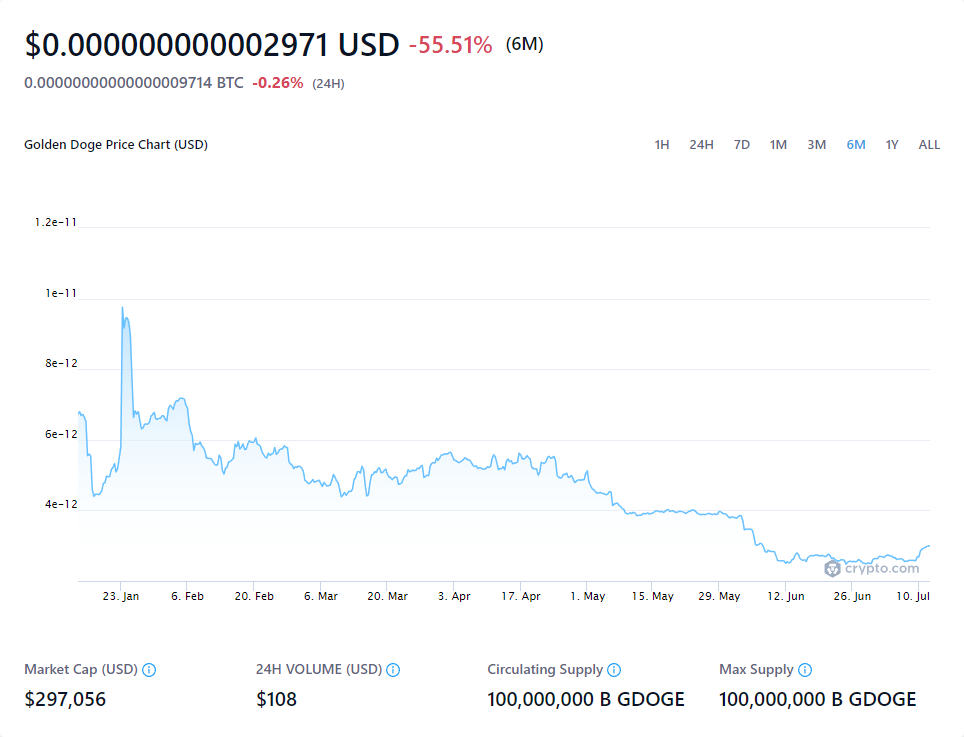 $0.000000000002971 USD -55.51% (6M)
0.00000000000000009714 BTC -0.26% (24H)
Golden Doge Price Chart (USD) 1H 24H 7D 1M 3M 6M 1Y ALL
1.2e-11
1e-11
8e-12
6e-12
4e-12
crypto.com
23. Jan 6. Feb 20. Feb 6. Mar 20. Mar 3. Apr 17. Apr 1. May 15. May 29. May 12. Jun 26. Jun 10. Jul
Market Cap (USD) 24H VOLUME (USD) Circulating Supply Max Supply
$297,056 $108 100,000,000 B GDOGE 100,000,000 B GDOGE